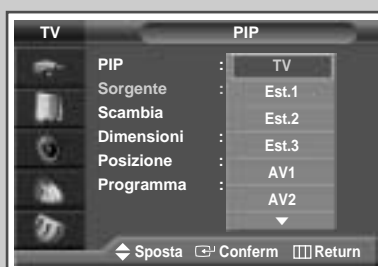 TV PIP
PIP : TV
Sorgente : Est.1
Scambia Est.2
Dimensioni : Est.3
Posizione : AV1
Programma : AV2
Sposta Conferm Return